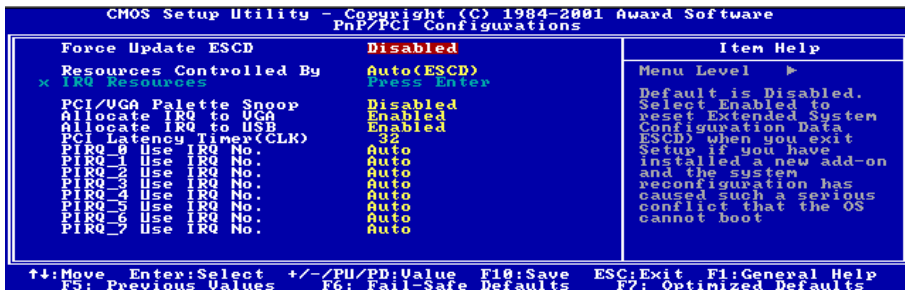 CMOS Setup Utility - Copyright (C) 1984-2001 Award Software
PnP/PCI Configurations
Force Update ESCD Disabled
Resources Controlled By Auto(ESCD)
x IRQ Resources Press Enter
PCI/VGA Palette Snoop Disabled
Allocate IRQ to VGA Enabled
Allocate IRQ to USB Enabled
PCI Latency Timer(CLK) 32
PIRQ_0 Use IRQ No. Auto
PIRQ_1 Use IRQ No. Auto
PIRQ_2 Use IRQ No. Auto
PIRQ_3 Use IRQ No. Auto
PIRQ_4 Use IRQ No. Auto
PIRQ_5 Use IRQ No. Auto
PIRQ_6 Use IRQ No. Auto
PIRQ_7 Use IRQ No. Auto
Item Help
Menu Level ►
Default is Disabled.
Select Enabled to
reset Extended System
Configuration Data
ESCD) when you exit
Setup if you have
installed a new add-on
and the system
reconfiguration has
caused such a serious
conflict that the OS
cannot boot
↑↓:Move Enter:Select +/-/PU/PD:Value F10:Save ESC:Exit F1:General Help
F5: Previous Values F6: Fail-Safe Defaults F7: Optimized Defaults